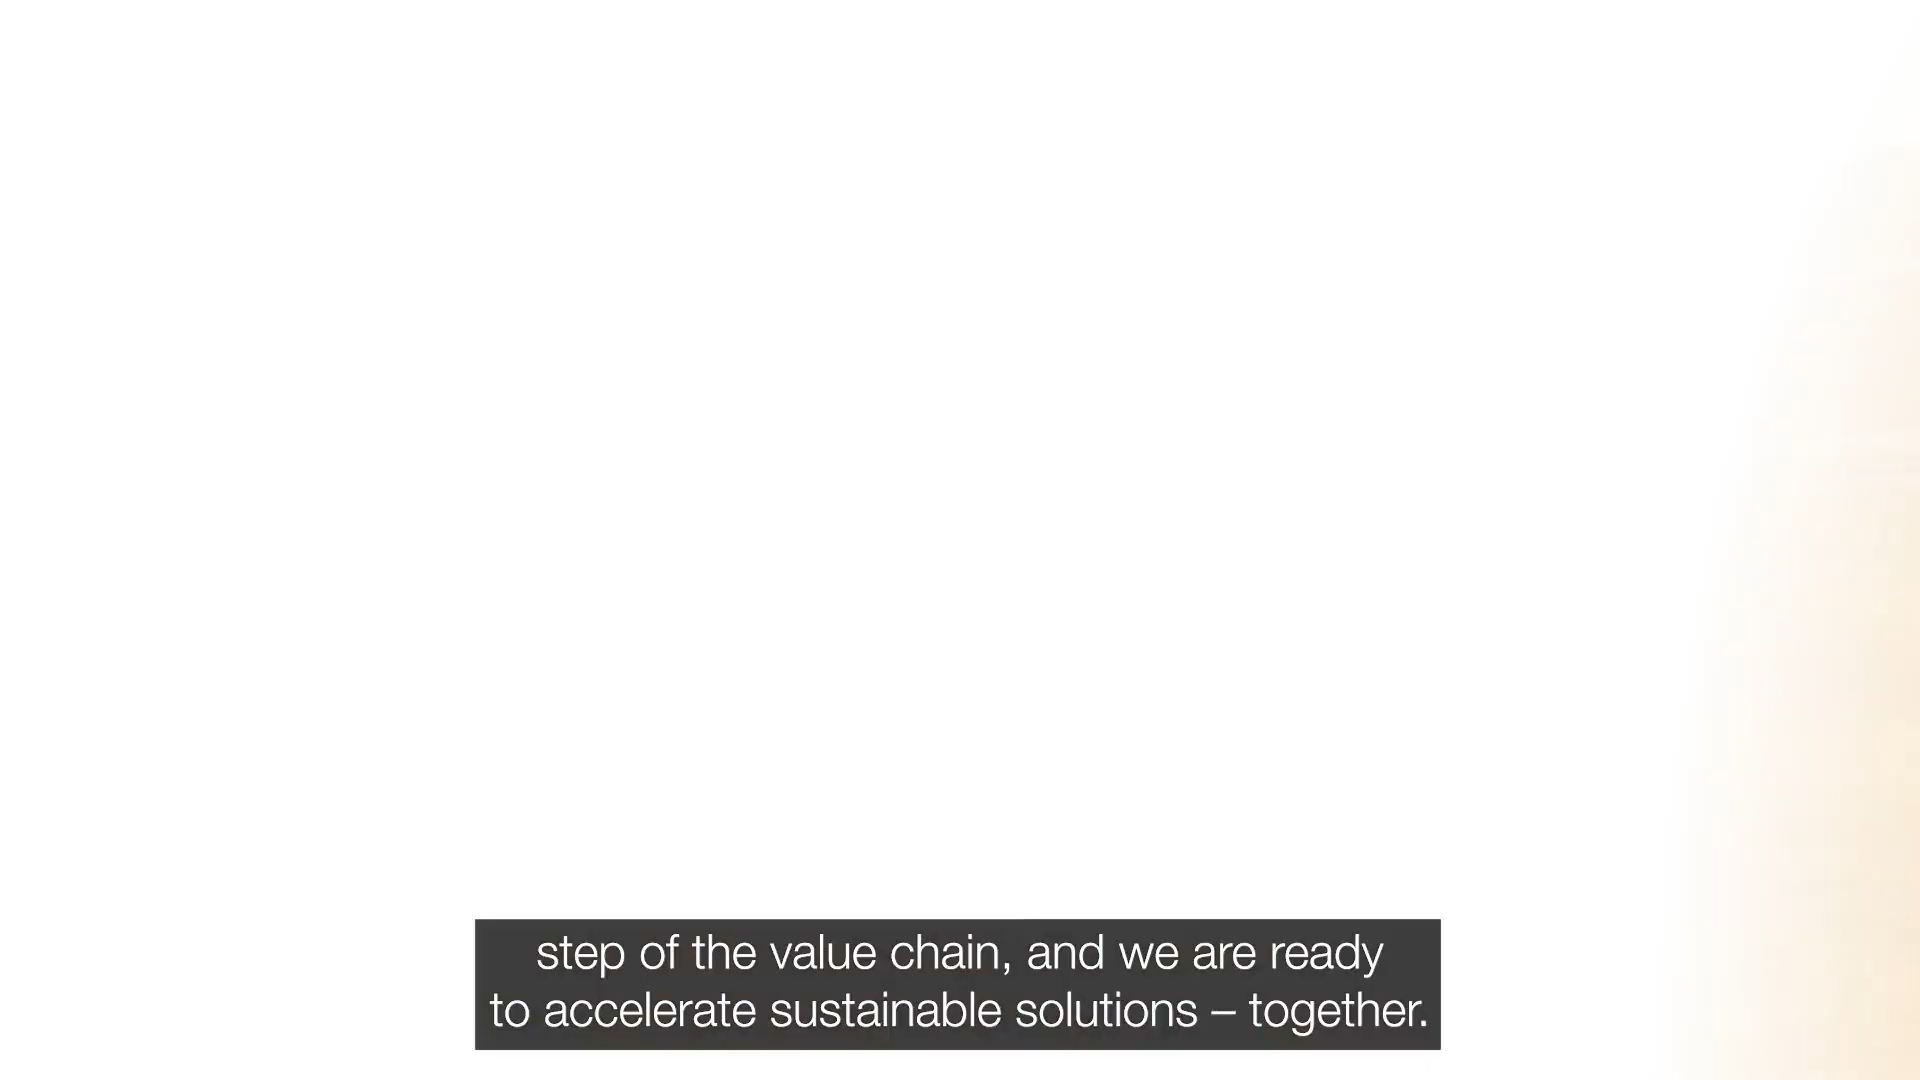 step of the value chain, and we are ready
to accelerate sustainable solutions – together.